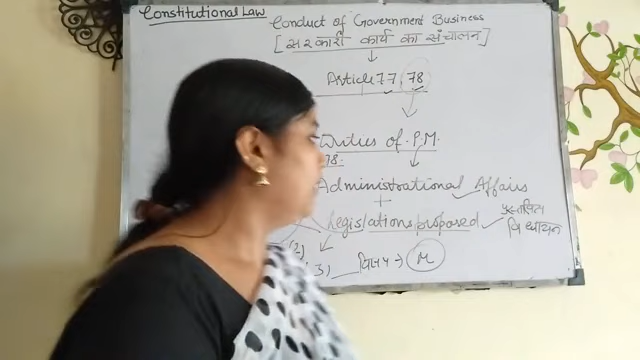 Constitutional Law
Conduct of Government Business
[सरकारी कार्य का संचालन]
Article 77, 78
Duties of P.M.
78.
Administrational Affairs
+
Legislations proposed
प्रस्तावित
विधायन
(2)
3) विषय → M